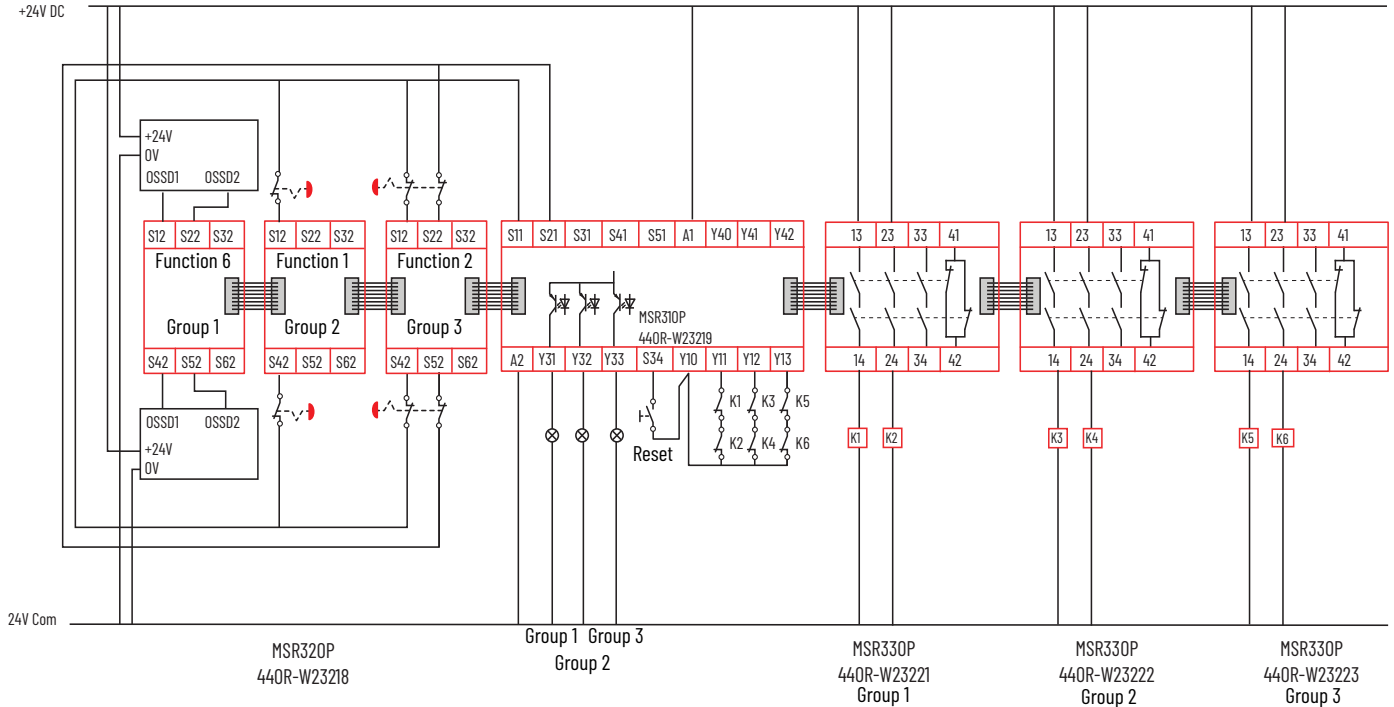 +24V DC
+24V
0V
OSSD1 OSSD2
S12 S22 S32
Function 6
Group 1
S42 S52 S62
OSSD1 OSSD2
+24V
0V
S12 S22 S32
Function 1
Group 2
S42 S52 S62
S12 S22 S32
Function 2
Group 3
S42 S52 S62
S11 S21 S31 S41 S51 A1 Y40 Y41 Y42
MSR310P
440R-W23219
A2 Y31 Y32 Y33 S34 Y10 Y11 Y12 Y13
K1 K3 K5
K2 K4 K6
Reset
13 23 33 41
14 24 34 42
K1 K2
13 23 33 41
14 24 34 42
K3 K4
13 23 33 41
14 24 34 42
K5 K6
24V Com
MSR320P
440R-W23218
Group 1 Group 3
Group 2
MSR330P
440R-W23221
Group 1
MSR330P
440R-W23222
Group 2
MSR330P
440R-W23223
Group 3